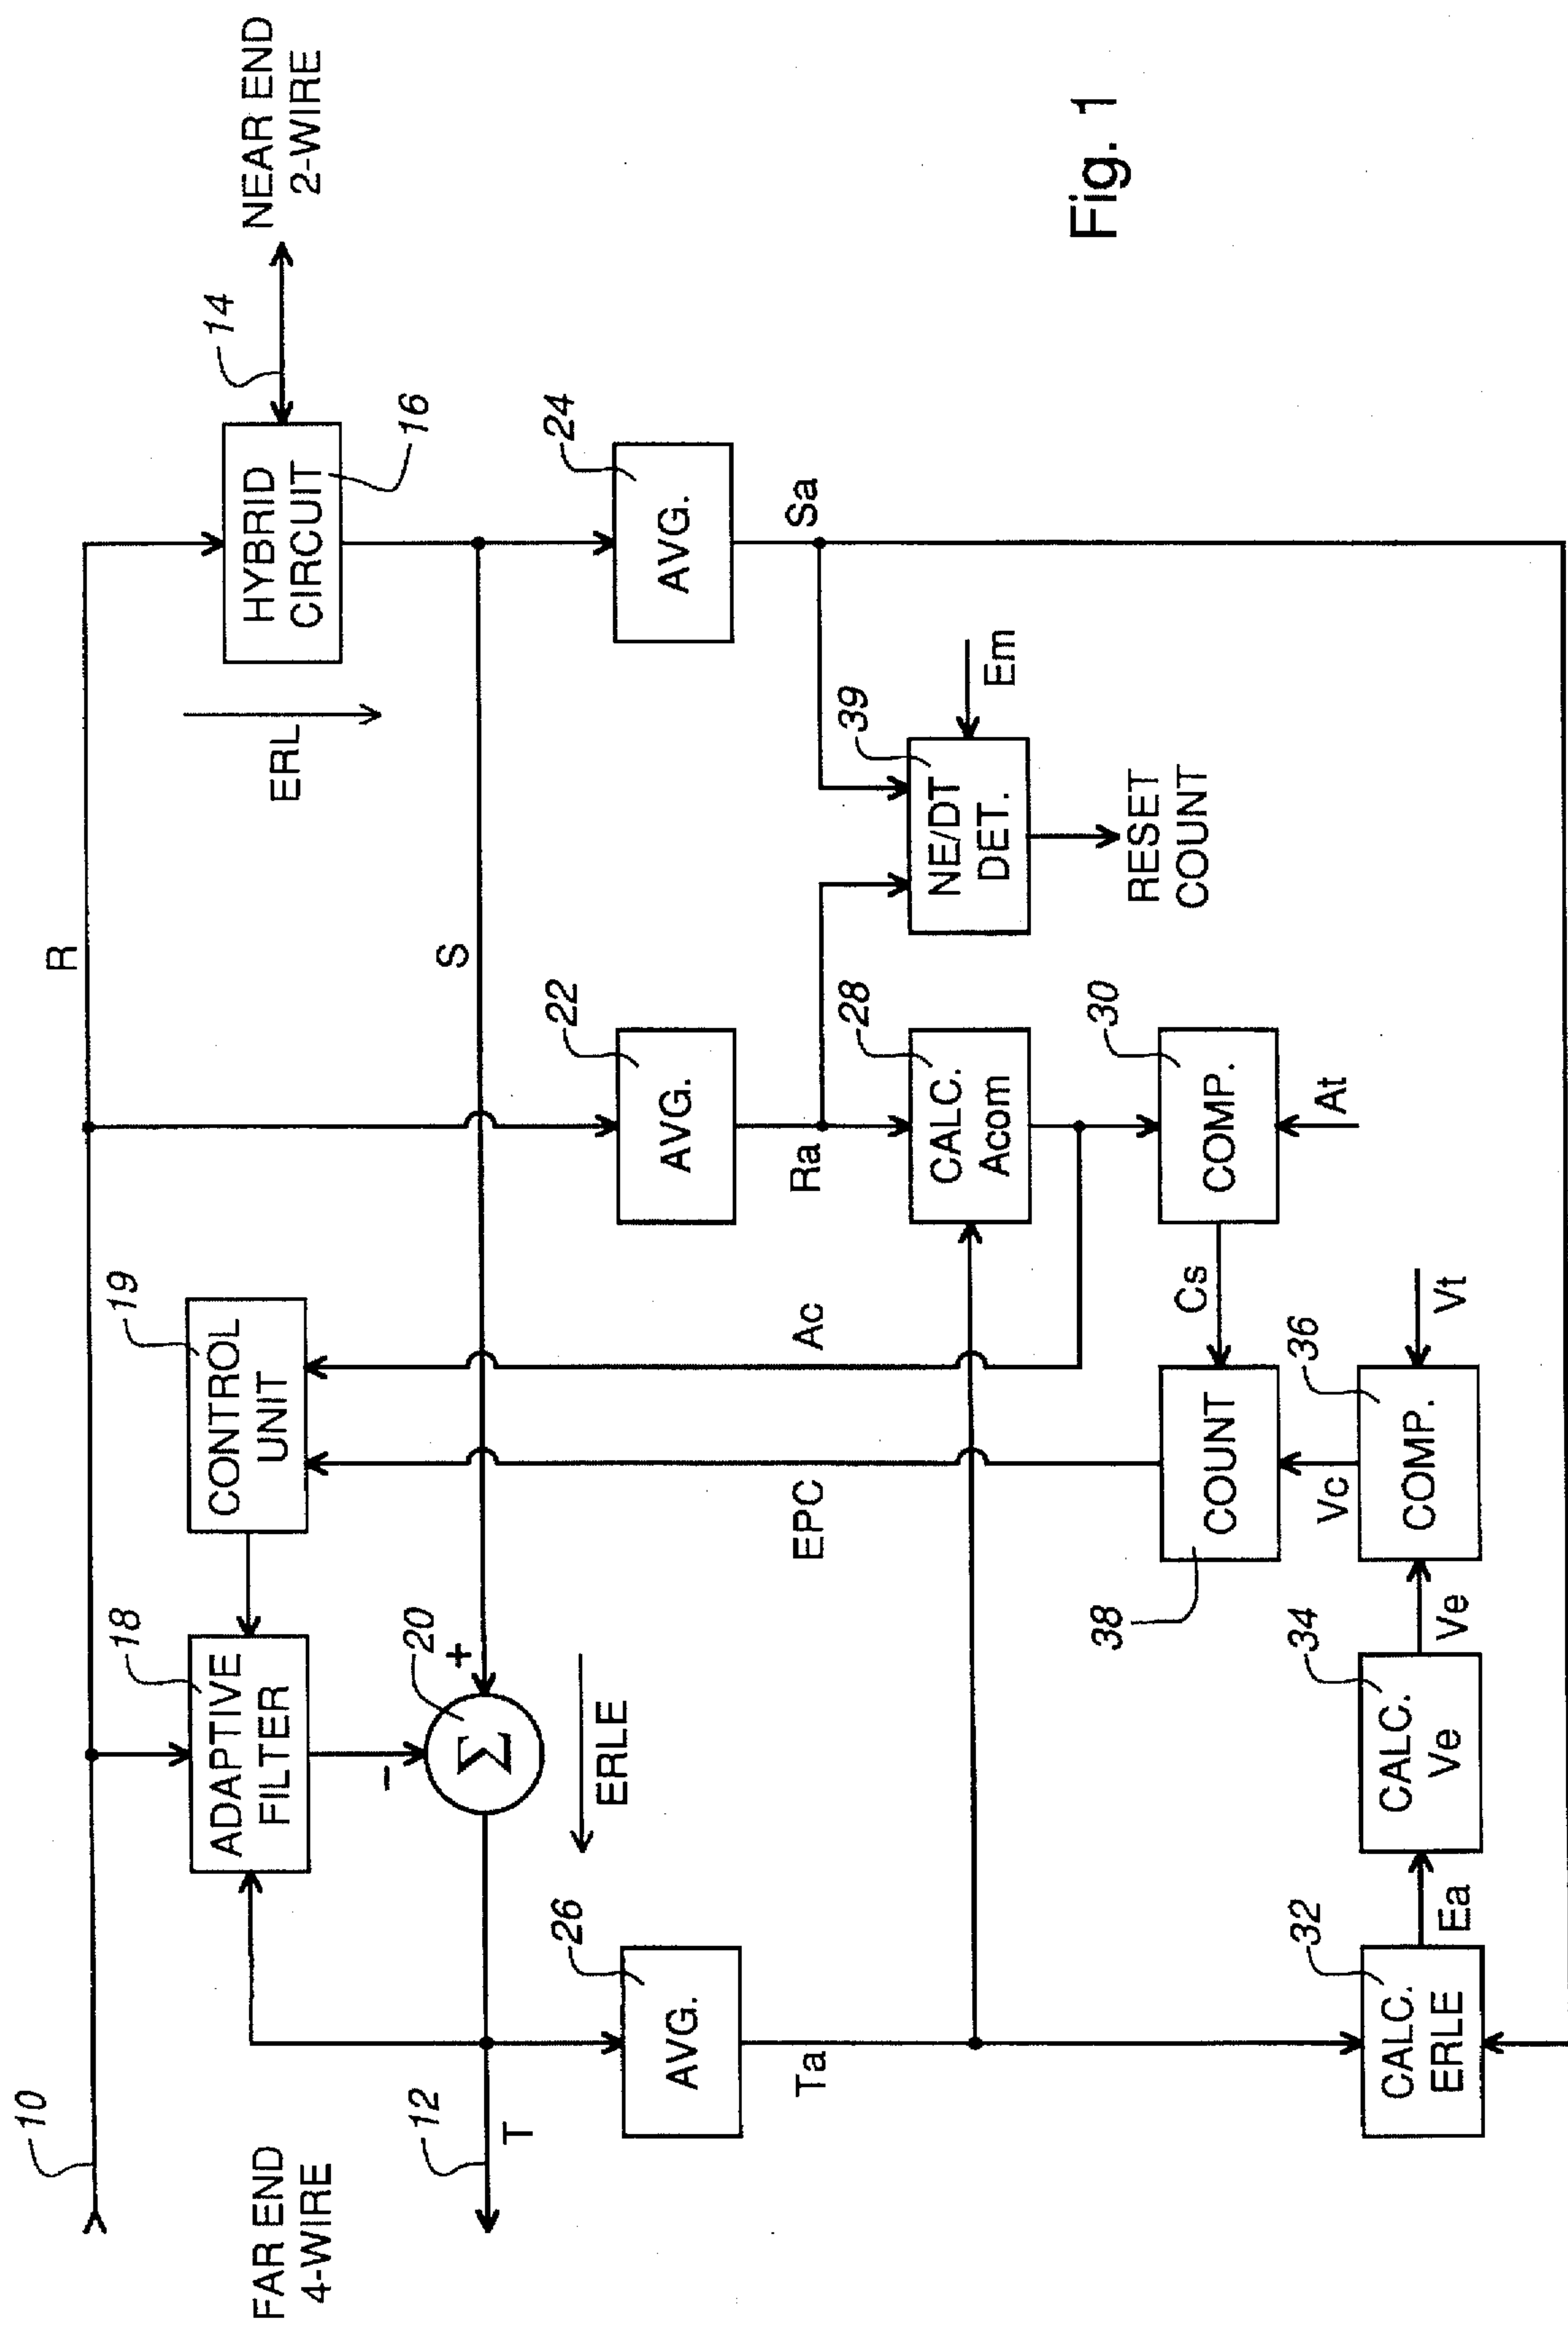 10
FAR END
4-WIRE
12
T
R
18
ADAPTIVE
FILTER
19
CONTROL
UNIT
ERL
HYBRID
CIRCUIT
16
14
NEAR END
2-WIRE
−
20
+
Σ
ERLE
S
26
AVG.
22
AVG.
24
AVG.
Ta
EPC
Ac
Ra
Sa
28
CALC.
Acom
39
NE/DT
DET.
Em
RESET
COUNT
Fig. 1
38
COUNT
Cs
30
COMP.
At
Vc
32
CALC.
ERLE
Ea
34
CALC.
Ve
Ve
36
COMP.
Vt